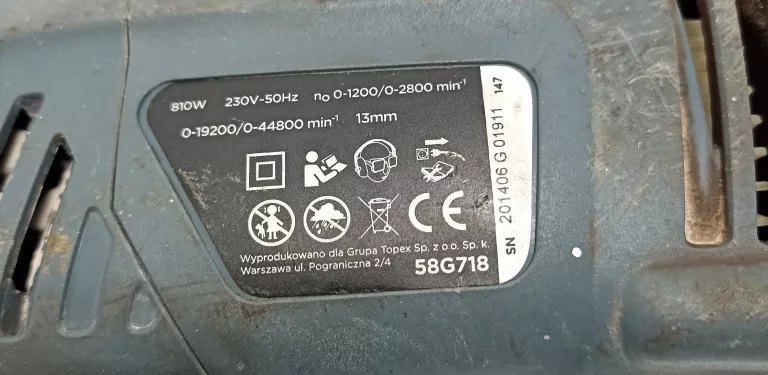 810W 230V~50Hz no 0-1200/0-2800 min⁻¹
0-19200/0-44800 min⁻¹ 13mm
CE
Wyprodukowano dla Grupa Topex Sp. z o.o. Sp. k.
Warszawa ul. Pograniczna 2/4 58G718
SN 201406 G 01911 147